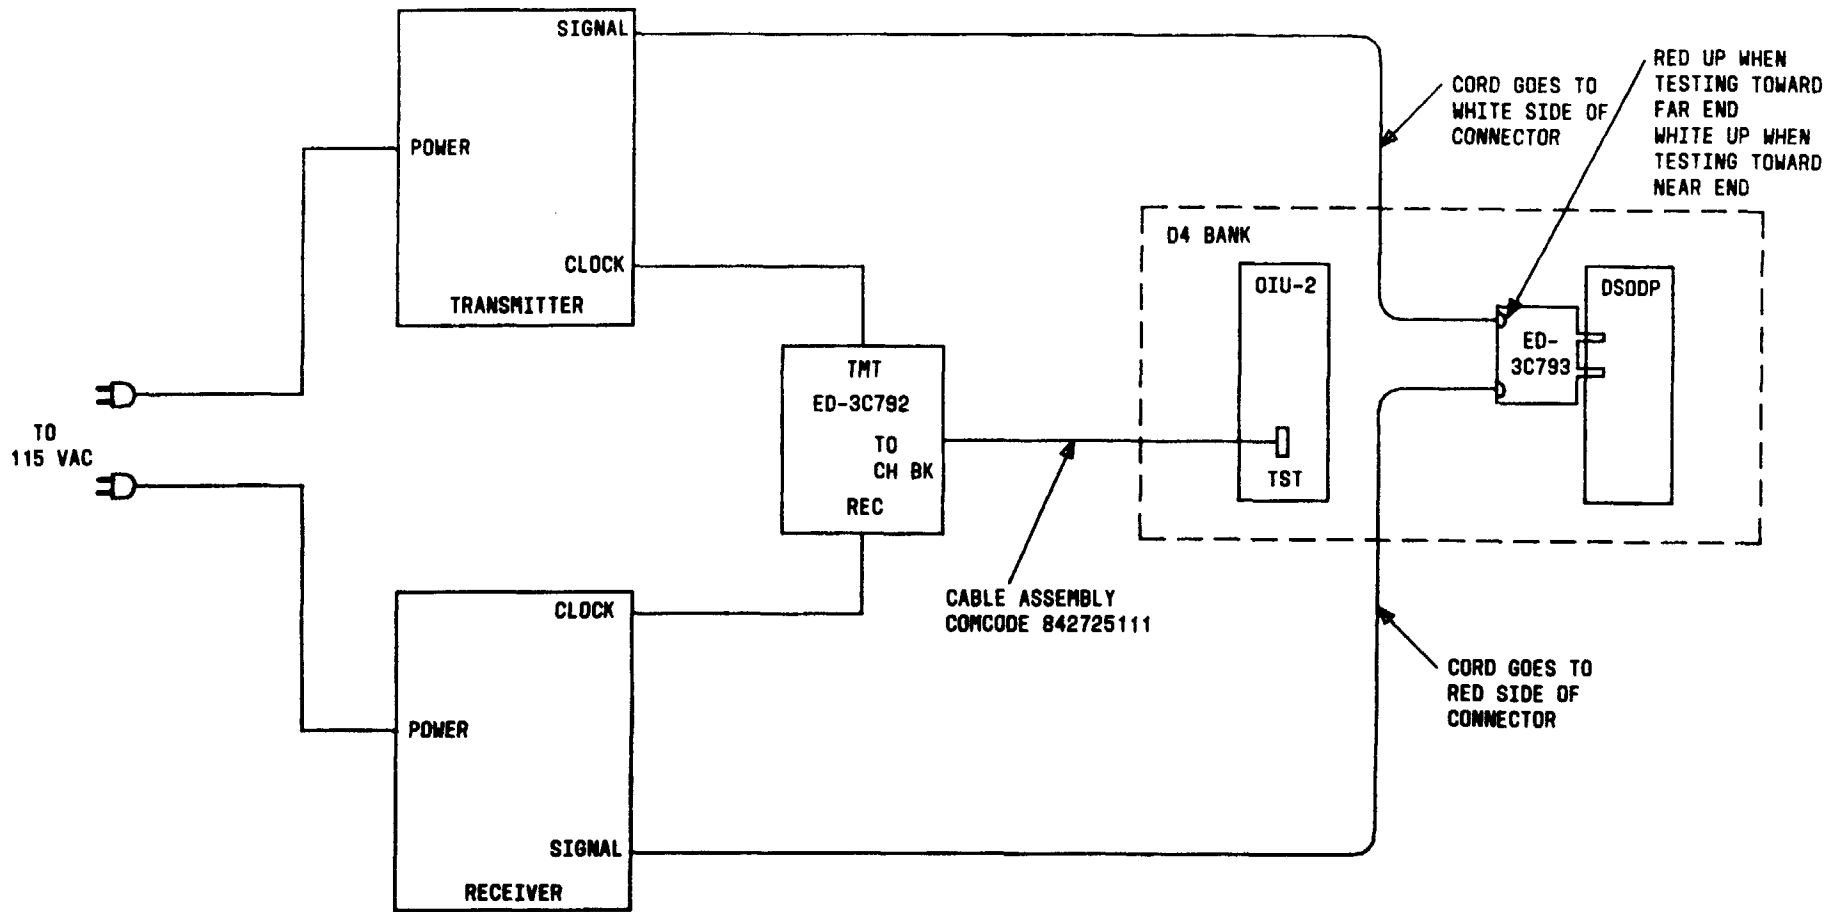 SIGNAL
POWER
CLOCK
TRANSMITTER
TO
115 VAC
TMT
ED-3C792
TO
CH BK
REC
CLOCK
POWER
SIGNAL
RECEIVER
CABLE ASSEMBLY
COMCODE 842725111
D4 BANK
OIU-2
TST
CORD GOES TO
WHITE SIDE OF
CONNECTOR
RED UP WHEN
TESTING TOWARD
FAR END
WHITE UP WHEN
TESTING TOWARD
NEAR END
ED-
3C793
DSODP
CORD GOES TO
RED SIDE OF
CONNECTOR